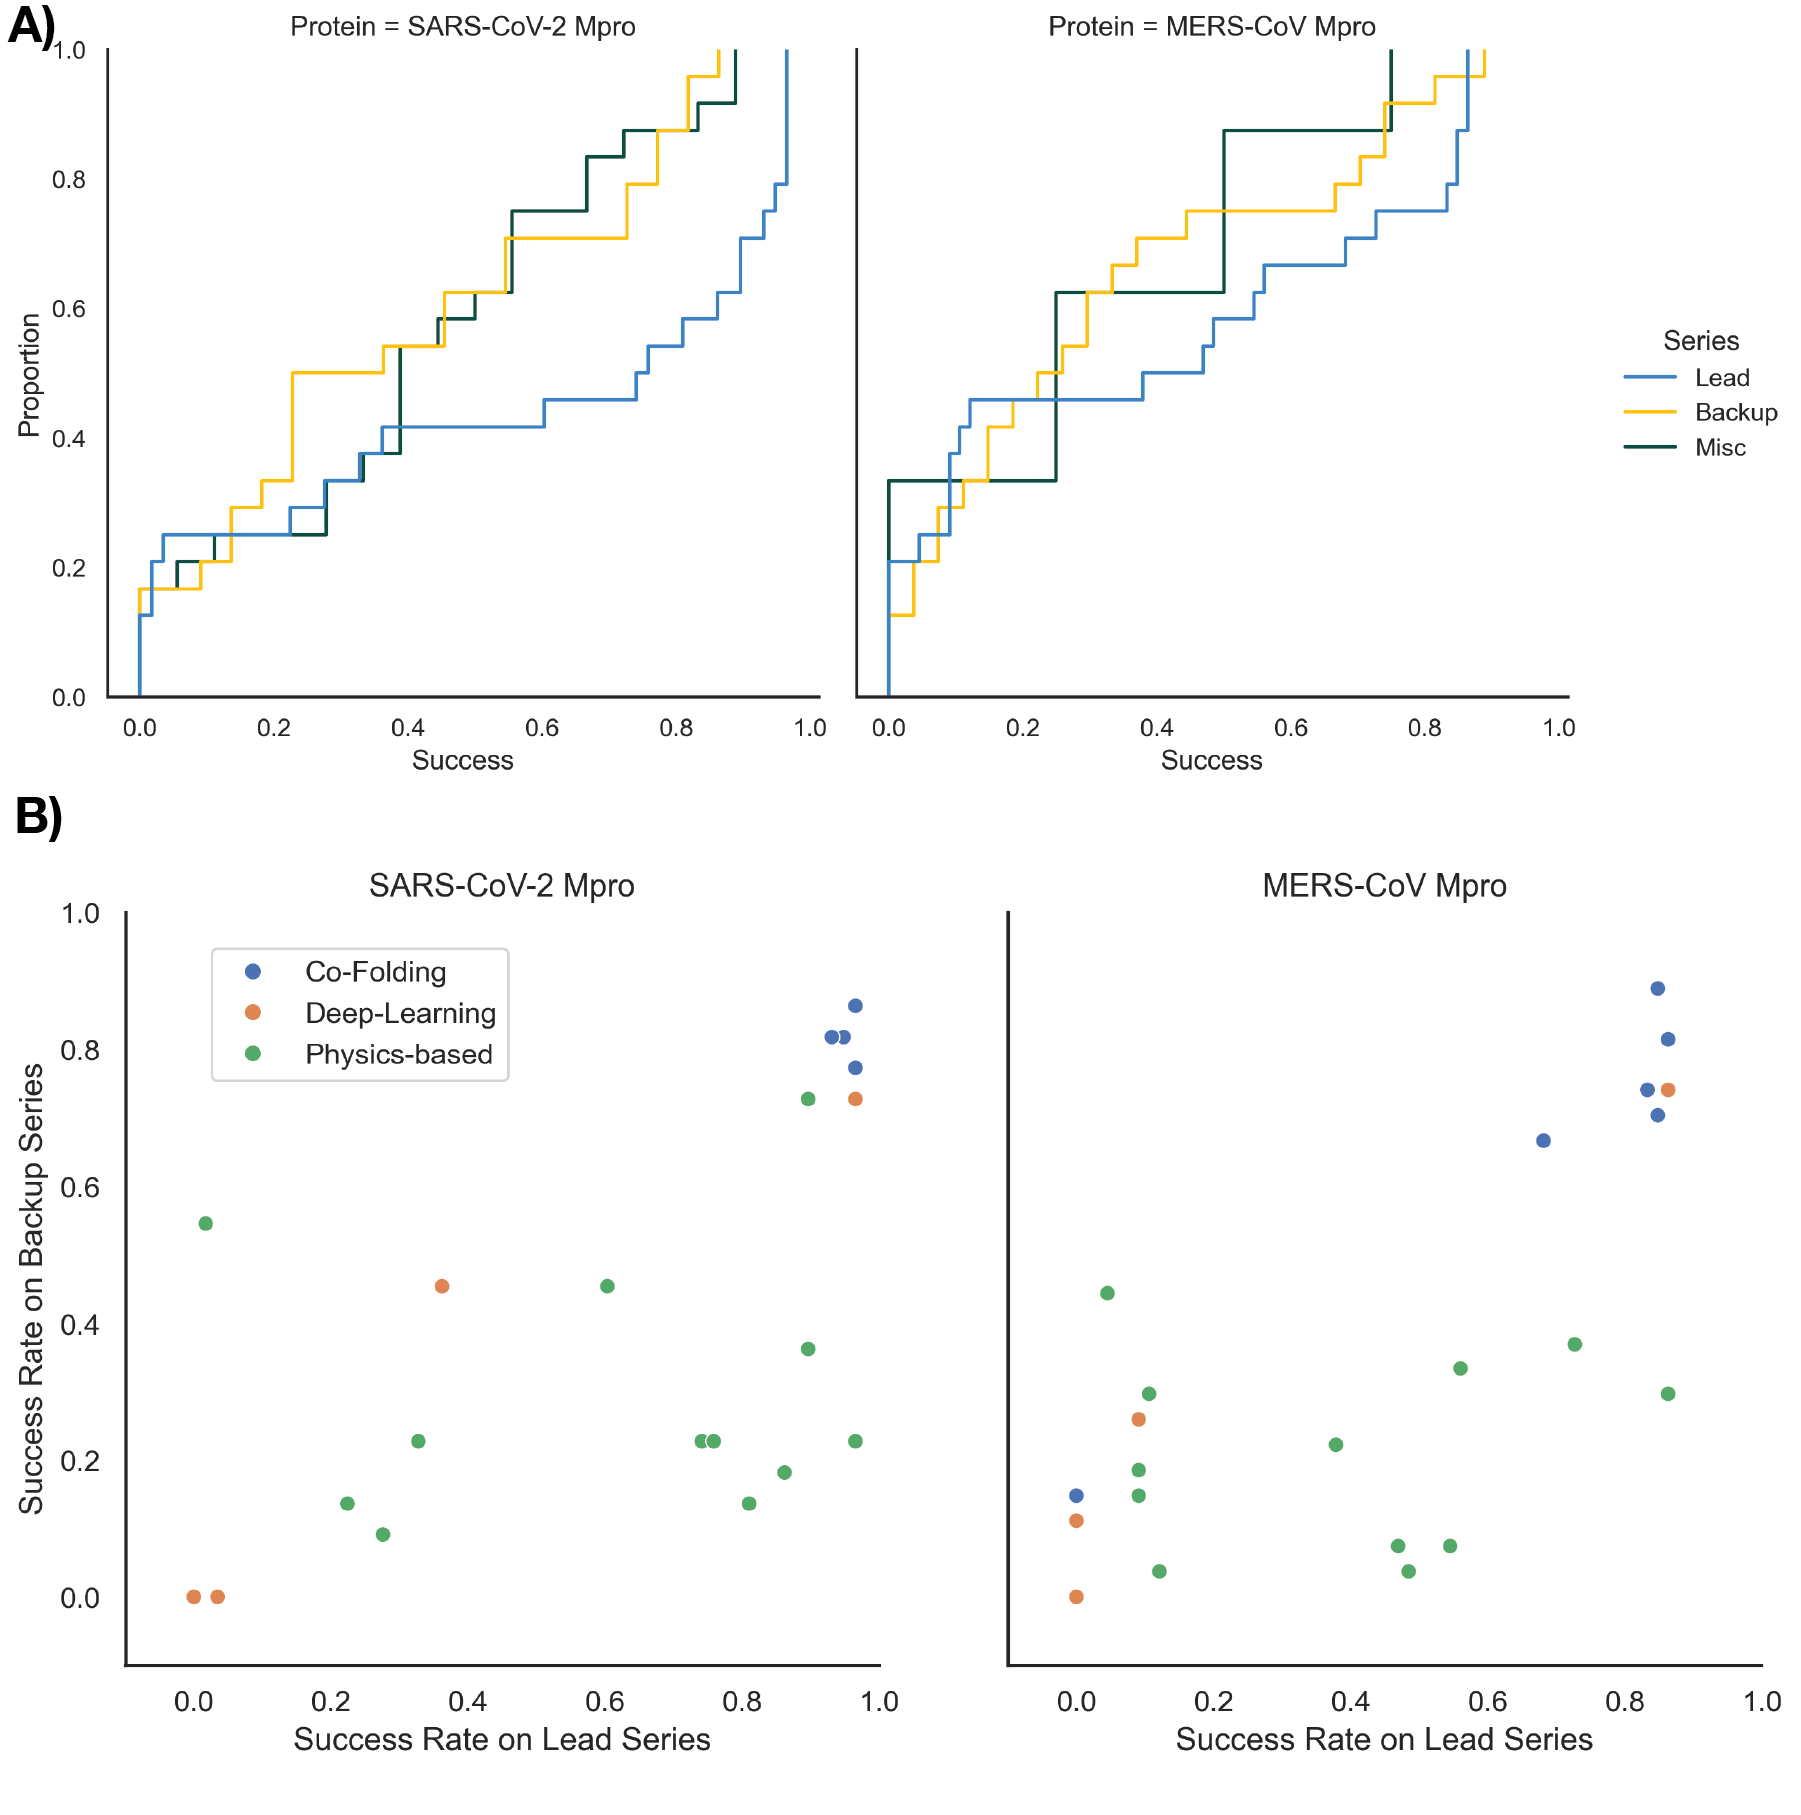 A)
Protein = SARS-CoV-2 Mpro
Protein = MERS-CoV Mpro
1.0
0.8
0.6
0.4
0.2
0.0
Proportion
0.0 0.2 0.4 0.6 0.8 1.0
Success
0.0 0.2 0.4 0.6 0.8 1.0
Success
Series
Lead
Backup
Misc
B)
SARS-CoV-2 Mpro
MERS-CoV Mpro
1.0
0.8
0.6
0.4
0.2
0.0
Success Rate on Backup Series
Co-Folding
Deep-Learning
Physics-based
0.0 0.2 0.4 0.6 0.8 1.0
Success Rate on Lead Series
0.0 0.2 0.4 0.6 0.8 1.0
Success Rate on Lead Series